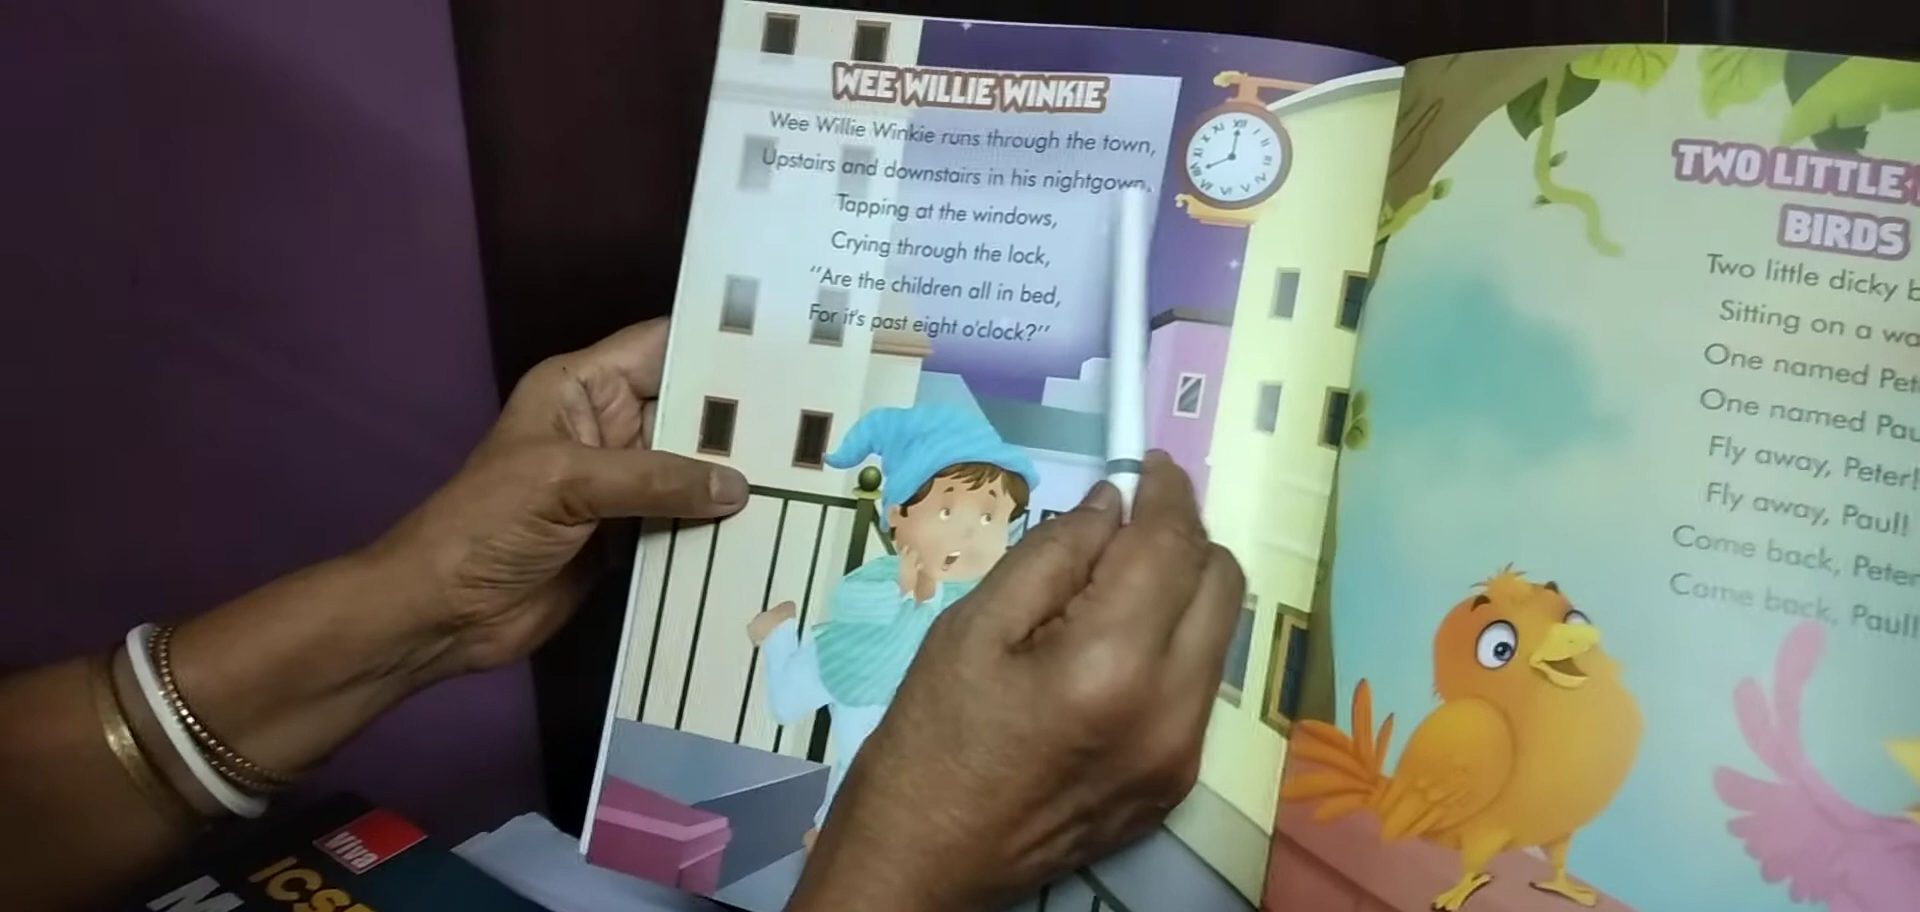 WEE WILLIE WINKIE
Wee Willie Winkie runs through the town,
Upstairs and downstairs in his nightgown,
Tapping at the windows,
Crying through the lock,
"Are the children all in bed,
For it's past eight o'clock?"
TWO LITTLE
BIRDS
Two little dicky
Sitting on a
One named
One named
Fly away, Peter!
Fly away, Paul!
Come back, Peter
Come back, Paul!
Viva